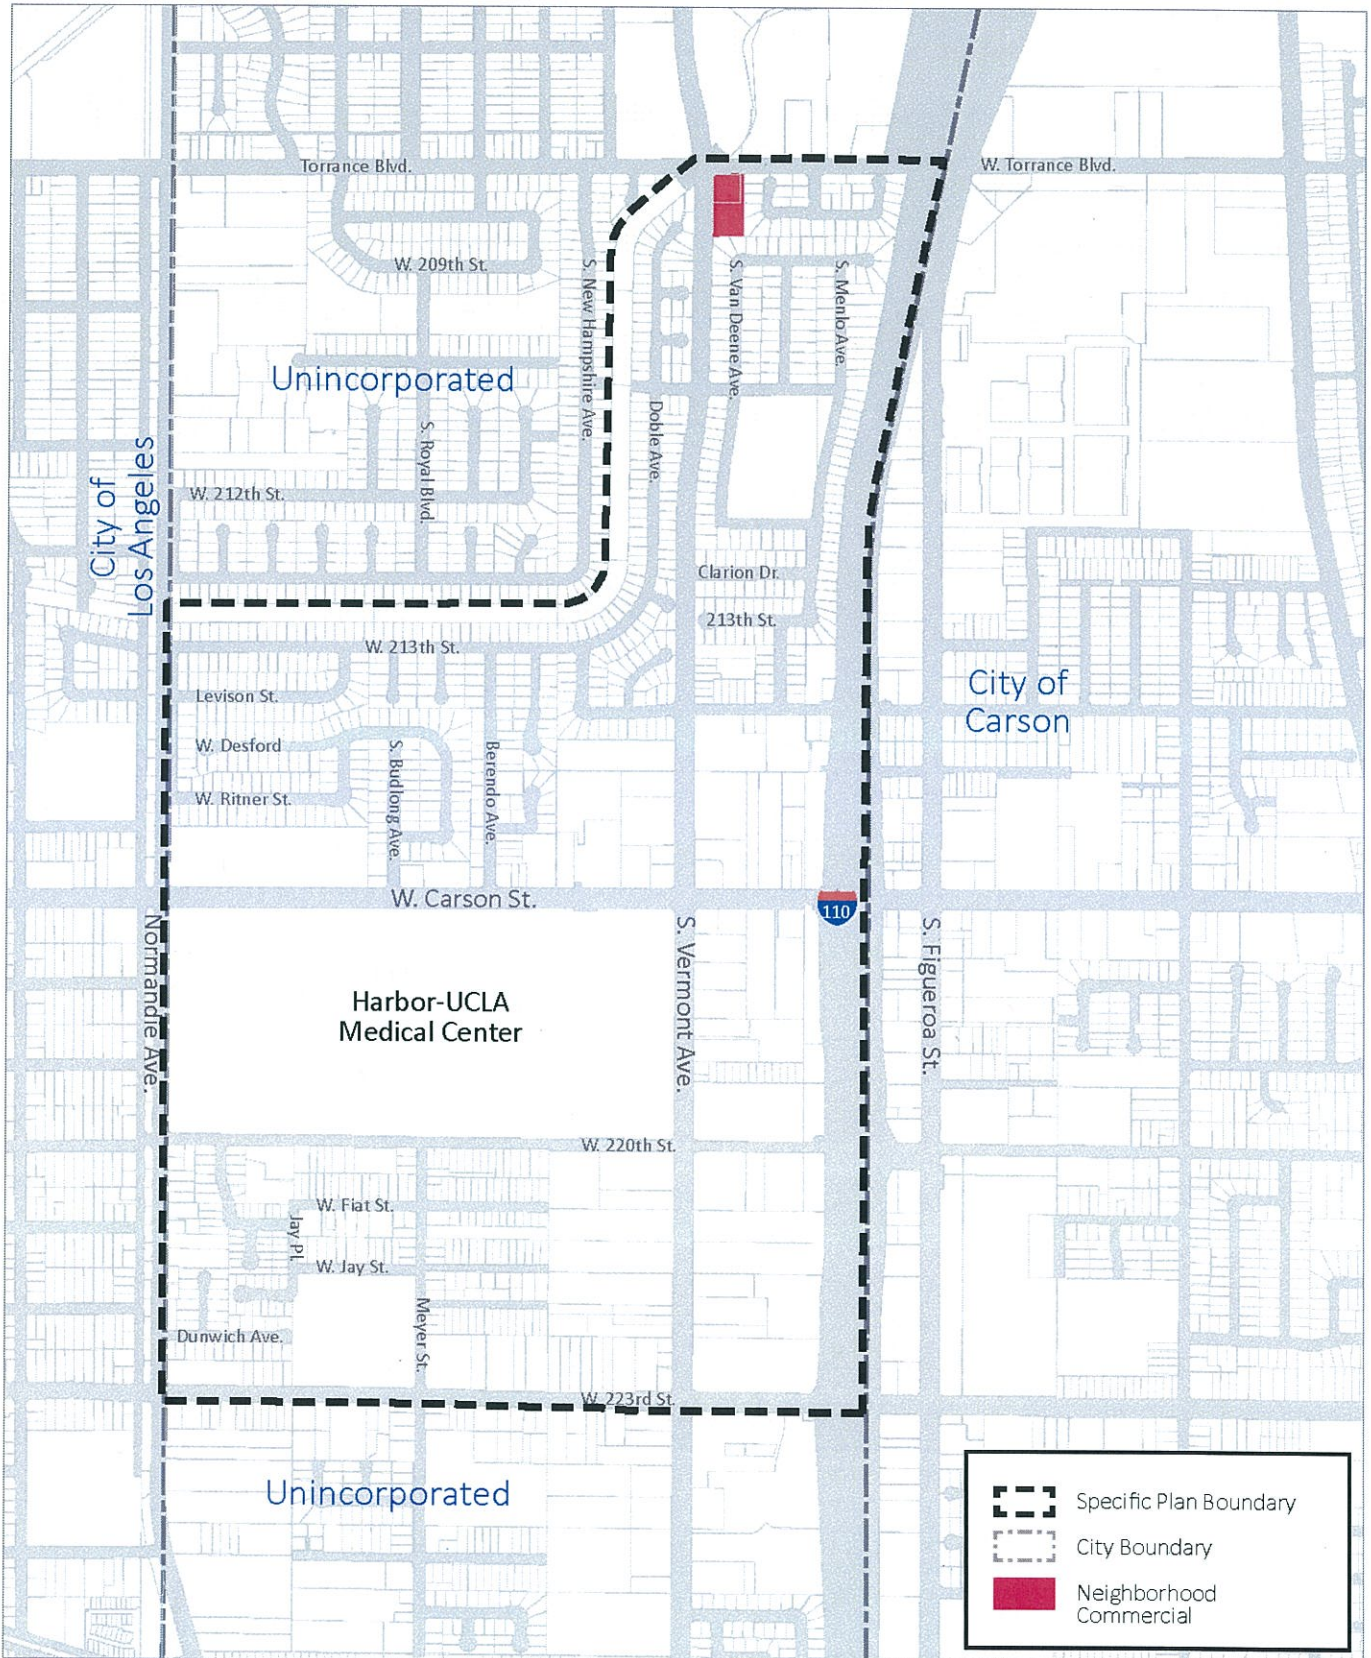 Torrance Blvd.
W. Torrance Blvd.
W. 209th St.
S. New Hampshire Ave.
S. Van Deene Ave.
S. Menlo Ave.
Unincorporated
Doble Ave.
S. Royal Blvd.
City of
Los Angeles
W. 212th St.
Clarion Dr.
213th St.
W. 213th St.
City of
Carson
Levison St.
W. Desford
S. Budlong Ave.
Berendo Ave.
W. Ritner St.
W. Carson St.
110
Normandie Ave.
S. Vermont Ave.
S. Figueroa St.
Harbor-UCLA
Medical Center
W. 220th St.
W. Fiat St.
Jay Pl.
W. Jay St.
Meyer St.
Dunwich Ave.
W. 223rd St.
Unincorporated
Specific Plan Boundary
City Boundary
Neighborhood
Commercial